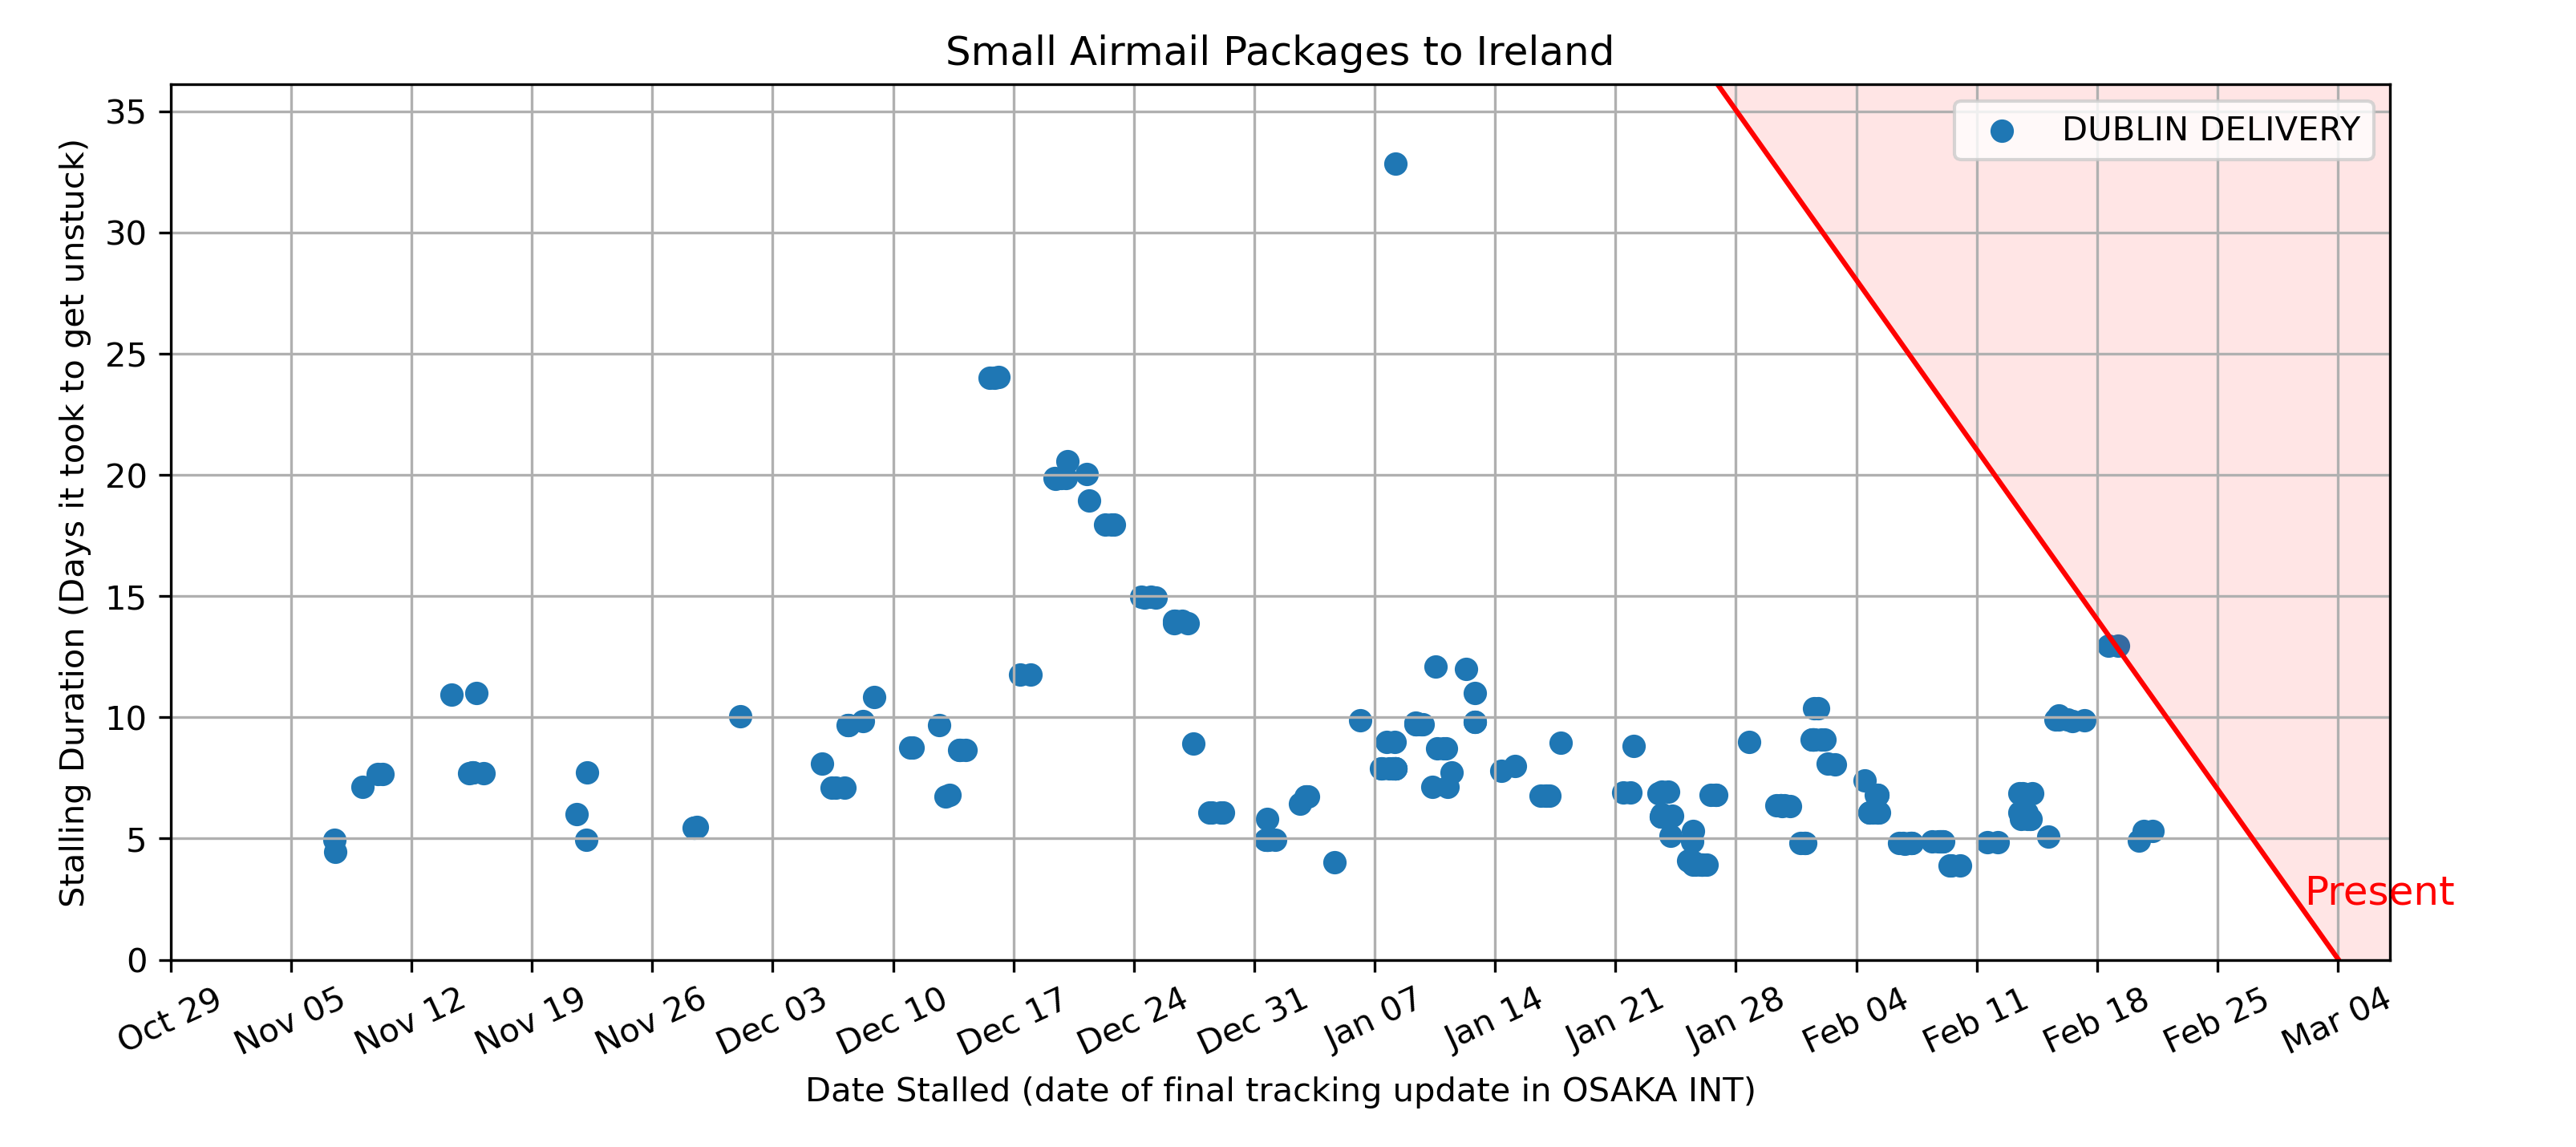 Small Airmail Packages to Ireland
DUBLIN DELIVERY
Stalling Duration (Days it took to get unstuck)
35
30
25
20
15
10
5
0
Present
Oct 29 Nov 05 Nov 12 Nov 19 Nov 26 Dec 03 Dec 10 Dec 17 Dec 24 Dec 31 Jan 07 Jan 14 Jan 21 Jan 28 Feb 04 Feb 11 Feb 18 Feb 25 Mar 04
Date Stalled (date of final tracking update in OSAKA INT)